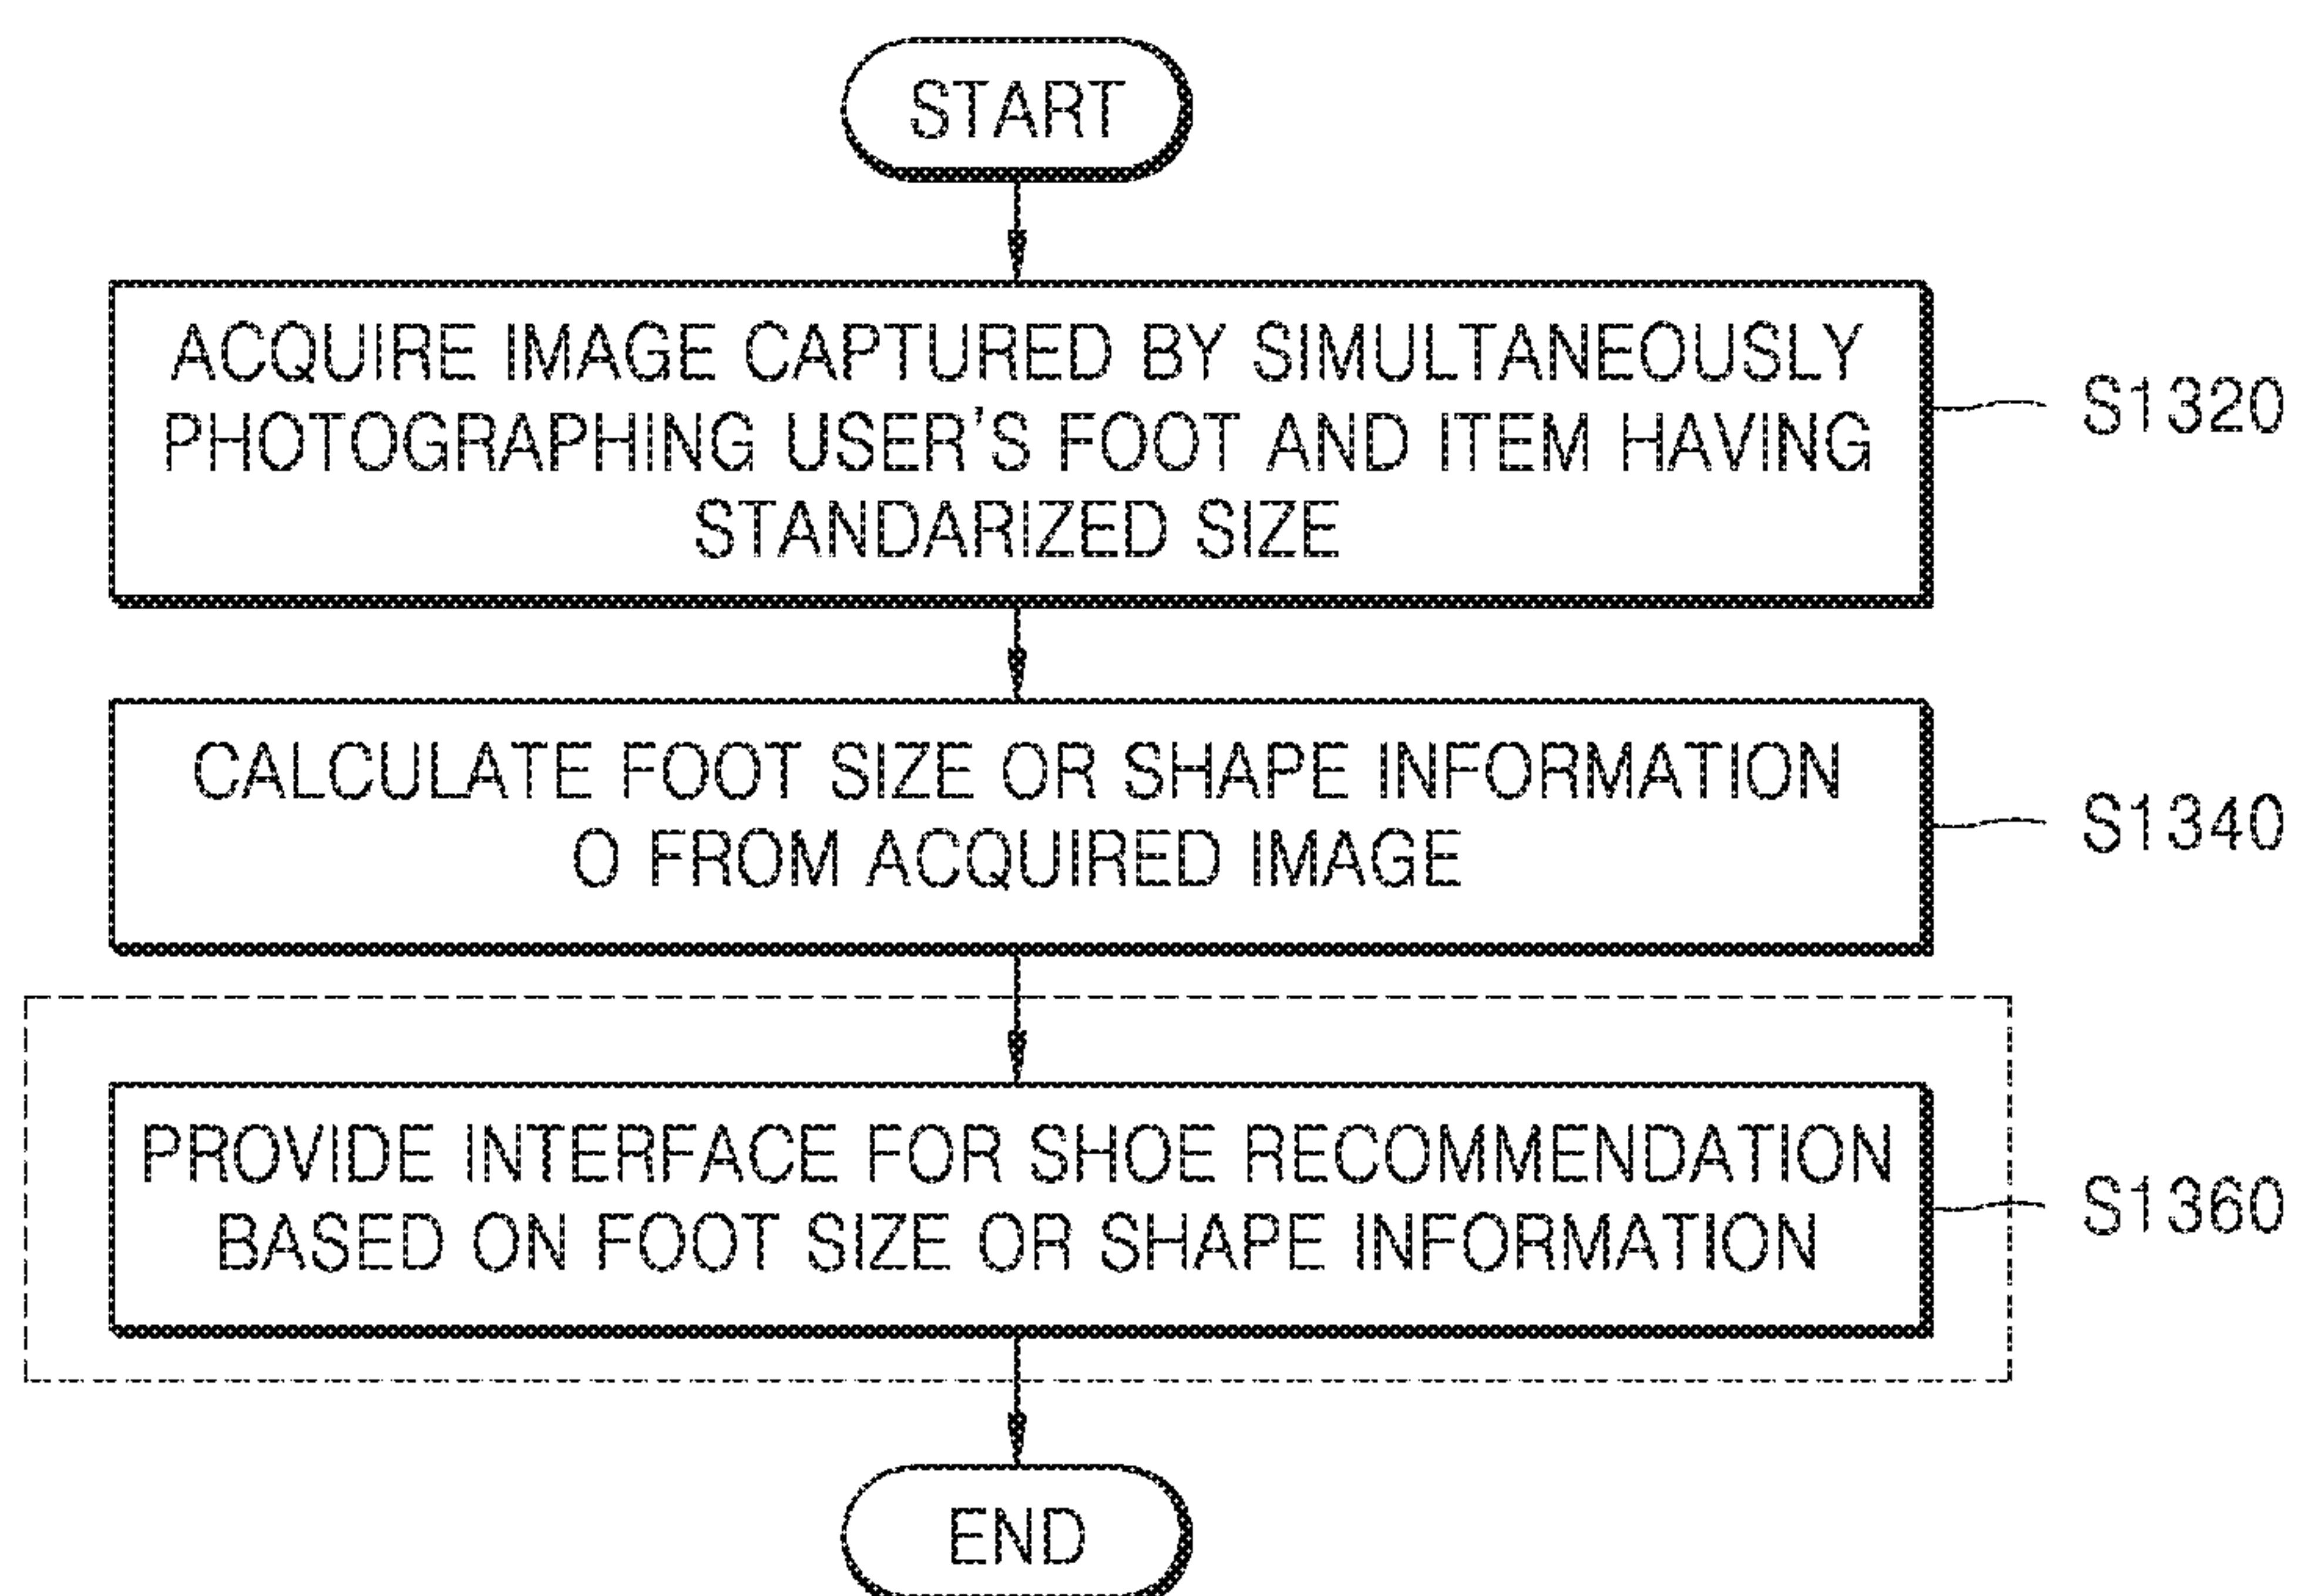 START
ACQUIRE IMAGE CAPTURED BY SIMULTANEOUSLY
PHOTOGRAPHING USER'S FOOT AND ITEM HAVING
STANDARIZED SIZE
S1320
CALCULATE FOOT SIZE OR SHAPE INFORMATION
O FROM ACQUIRED IMAGE
S1340
PROVIDE INTERFACE FOR SHOE RECOMMENDATION
BASED ON FOOT SIZE OR SHAPE INFORMATION
S1360
END